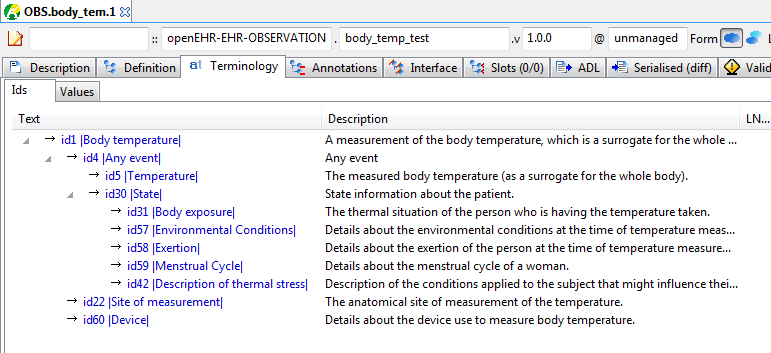 OBS.body_tem.1
:: openEHR-EHR-OBSERVATION . body_temp_test .v 1.0.0 @ unmanaged Form
Description Definition Terminology Annotations Interface Slots (0/0) ADL Serialised (diff) Valid
Ids Values
Text Description LN...
id1 |Body temperature| A measurement of the body temperature, which is a surrogate for the whole ...
id4 |Any event| Any event
id5 |Temperature| The measured body temperature (as a surrogate for the whole body).
id30 |State| State information about the patient.
id31 |Body exposure| The thermal situation of the person who is having the temperature taken.
id57 |Environmental Conditions| Details about the environmental conditions at the time of temperature meas...
id58 |Exertion| Details about the exertion of the person at the time of temperature measure...
id59 |Menstrual Cycle| Details about the menstrual cycle of a woman.
id42 |Description of thermal stress| Description of the conditions applied to the subject that might influence thei...
id22 |Site of measurement| The anatomical site of measurement of the temperature.
id60 |Device| Details about the device use to measure body temperature.